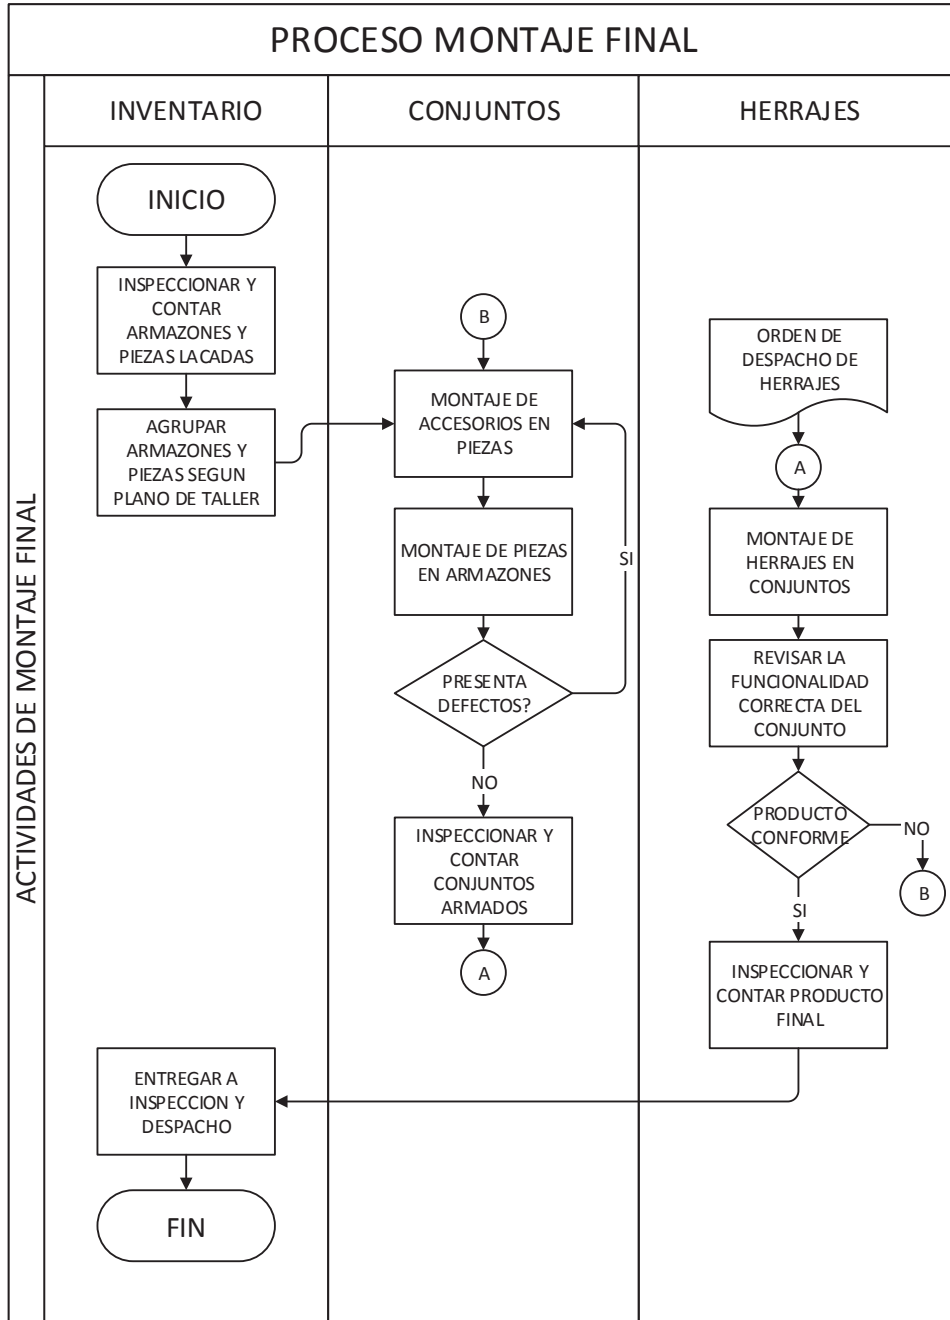 PROCESO MONTAJE FINAL
ACTIVIDADES DE MONTAJE FINAL
INVENTARIO
CONJUNTOS
HERRAJES
INICIO
INSPECCIONAR Y
CONTAR
ARMAZONES Y
PIEZAS LACADAS
AGRUPAR
ARMAZONES Y
PIEZAS SEGUN
PLANO DE TALLER
B
MONTAJE DE
ACCESORIOS EN
PIEZAS
MONTAJE DE PIEZAS
EN ARMAZONES
SI
PRESENTA
DEFECTOS?
NO
INSPECCIONAR Y
CONTAR
CONJUNTOS
ARMADOS
A
ORDEN DE
DESPACHO DE
HERRAJES
A
MONTAJE DE
HERRAJES EN
CONJUNTOS
REVISAR LA
FUNCIONALIDAD
CORRECTA DEL
CONJUNTO
PRODUCTO
CONFORME
NO
B
SI
INSPECCIONAR Y
CONTAR PRODUCTO
FINAL
ENTREGAR A
INSPECCION Y
DESPACHO
FIN